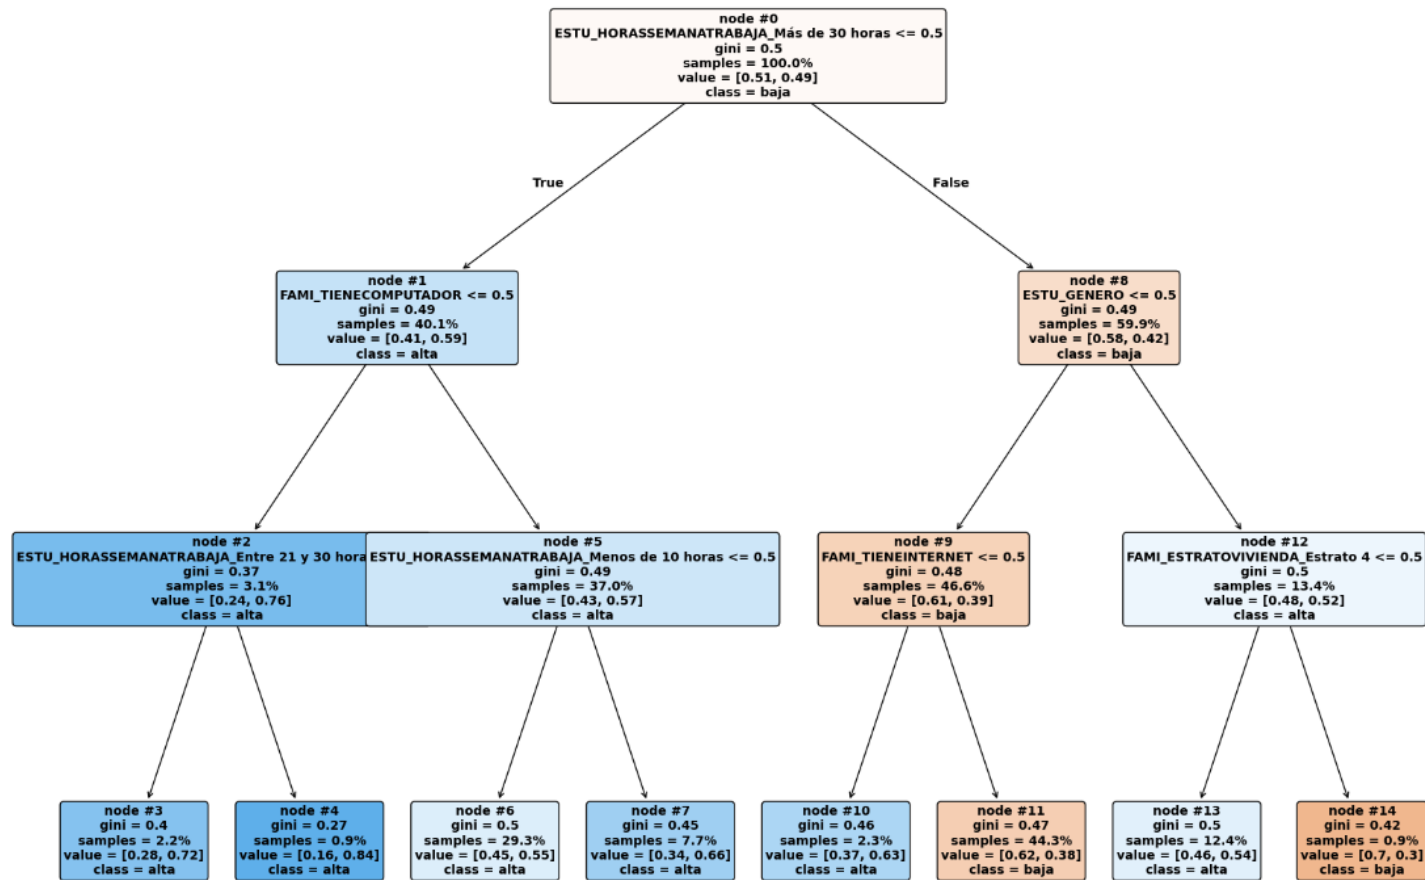 node #0
ESTU_HORASSEMANATRABAJA_Más de 30 horas <= 0.5
gini = 0.5
samples = 100.0%
value = [0.51, 0.49]
class = baja
True
False
node #1
FAMI_TIENECOMPUTADOR <= 0.5
gini = 0.49
samples = 40.1%
value = [0.41, 0.59]
class = alta
node #8
ESTU_GENERO <= 0.5
gini = 0.49
samples = 59.9%
value = [0.58, 0.42]
class = baja
node #2
ESTU_HORASSEMANATRABAJA_Entre 21 y 30 hora
gini = 0.37
samples = 3.1%
value = [0.24, 0.76]
class = alta
node #5
ESTU_HORASSEMANATRABAJA_Menos de 10 horas <= 0.5
gini = 0.49
samples = 37.0%
value = [0.43, 0.57]
class = alta
node #9
FAMI_TIENEINTERNET <= 0.5
gini = 0.48
samples = 46.6%
value = [0.61, 0.39]
class = baja
node #12
FAMI_ESTRATOVIVIENDA_Estrato 4 <= 0.5
gini = 0.5
samples = 13.4%
value = [0.48, 0.52]
class = alta
node #3
gini = 0.4
samples = 2.2%
value = [0.28, 0.72]
class = alta
node #4
gini = 0.27
samples = 0.9%
value = [0.16, 0.84]
class = alta
node #6
gini = 0.5
samples = 29.3%
value = [0.45, 0.55]
class = alta
node #7
gini = 0.45
samples = 7.7%
value = [0.34, 0.66]
class = alta
node #10
gini = 0.46
samples = 2.3%
value = [0.37, 0.63]
class = alta
node #11
gini = 0.47
samples = 44.3%
value = [0.62, 0.38]
class = baja
node #13
gini = 0.5
samples = 12.4%
value = [0.46, 0.54]
class = alta
node #14
gini = 0.42
samples = 0.9%
value = [0.7, 0.3]
class = baja